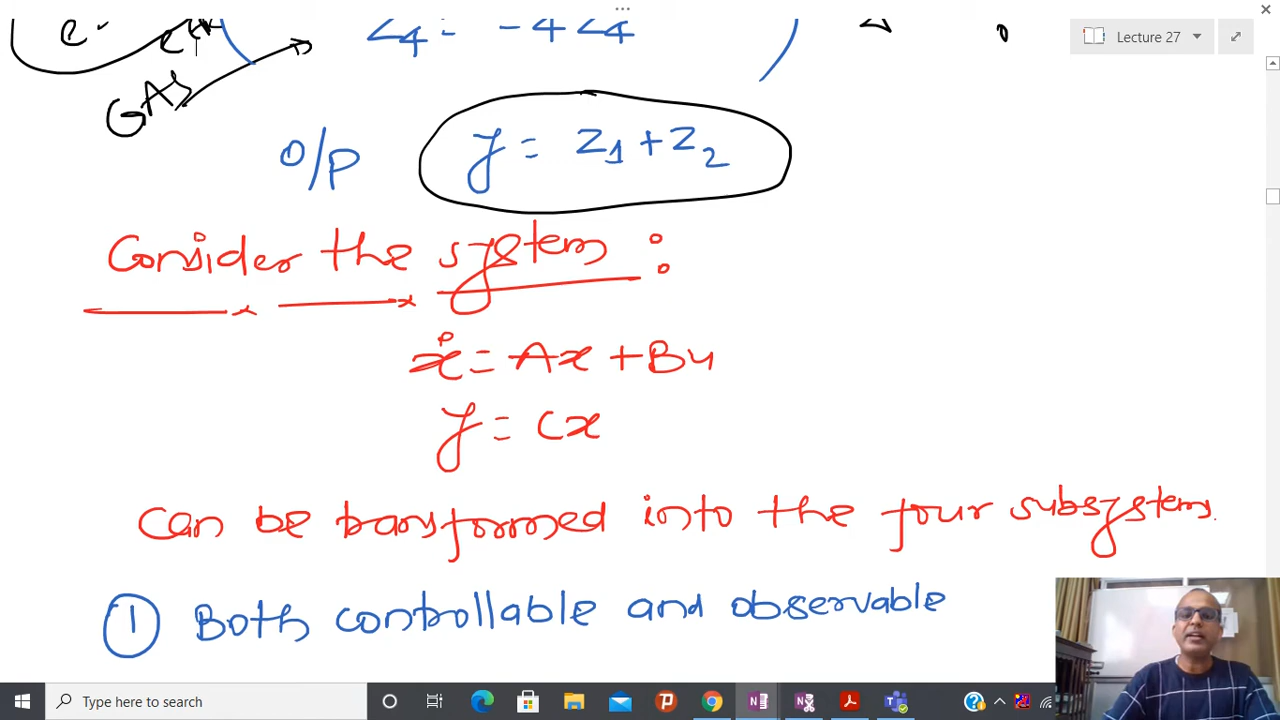 Lecture 27
e-
ż4 = -4z4
GAS
O/P y = z1 + z2
Consider the system:
ẋ = Ax + Bu
y = Cx
can be transformed into the four subsystems.
① Both controllable and observable
Type here to search